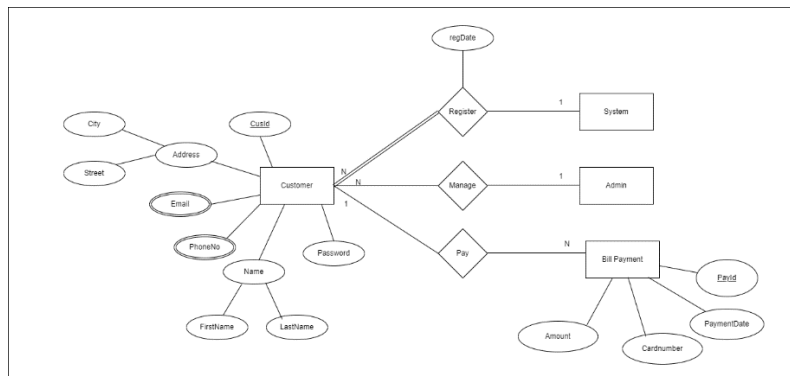 regDate
City
CusId
Register
1
System
Address
Street
N
Customer
N
Manage
1
Admin
Email
1
PhoneNo
Pay
N
Bill Payment
Password
Name
PayId
FirstName
LastName
Amount
PaymentDate
Cardnumber